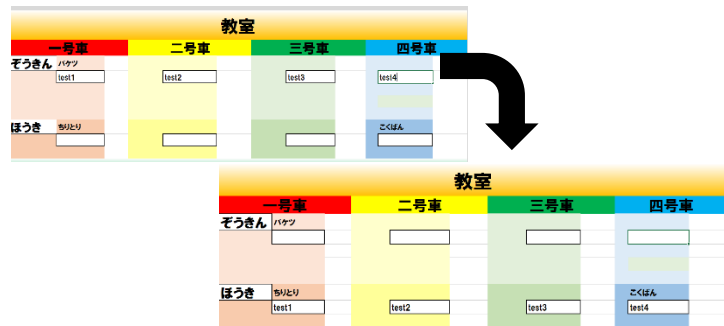 教室
一号車 二号車 三号車 四号車
ぞうきん バケツ
test1 test2 test3 test4
ほうき ちりとり こくばん
教室
一号車 二号車 三号車 四号車
ぞうきん バケツ
ほうき ちりとり こくばん
test1 test2 test3 test4